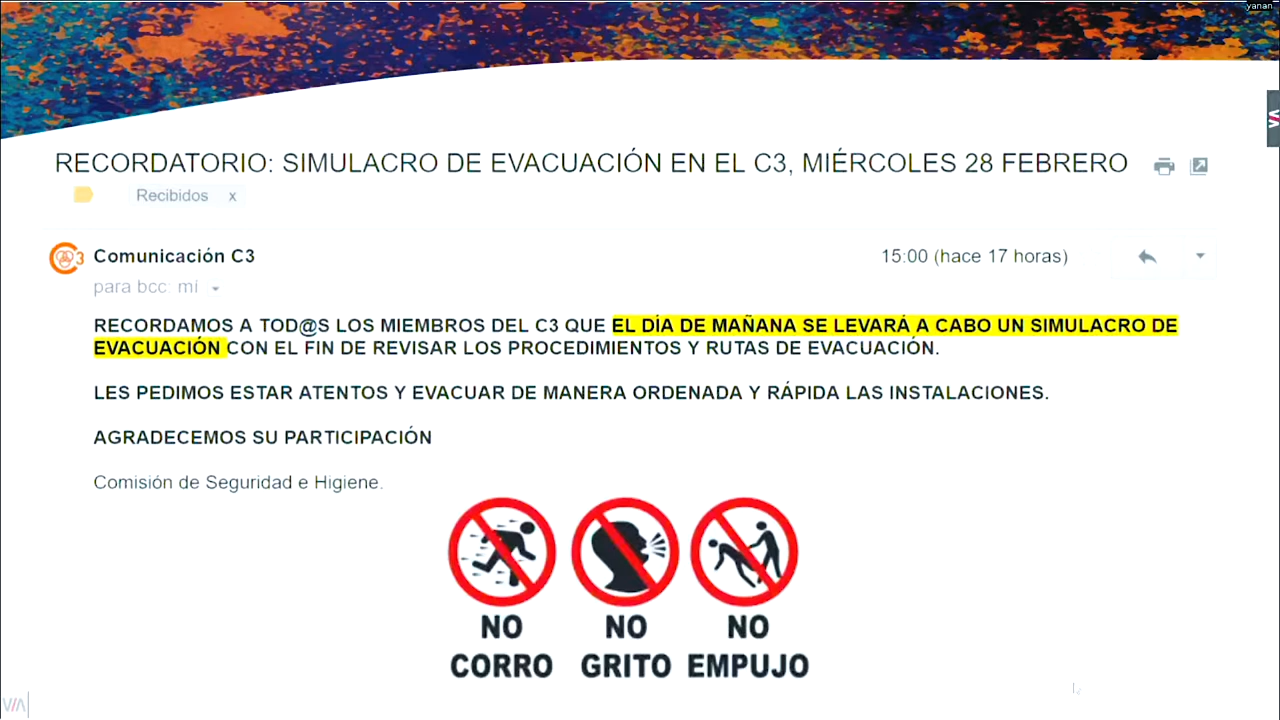 yanan
RECORDATORIO: SIMULACRO DE EVACUACIÓN EN EL C3, MIÉRCOLES 28 FEBRERO
Recibidos x
Comunicación C3 15:00 (hace 17 horas)
para bcc: mí
RECORDAMOS A TOD@S LOS MIEMBROS DEL C3 QUE EL DÍA DE MAÑANA SE LEVARÁ A CABO UN SIMULACRO DE
EVACUACIÓN CON EL FIN DE REVISAR LOS PROCEDIMIENTOS Y RUTAS DE EVACUACIÓN.
LES PEDIMOS ESTAR ATENTOS Y EVACUAR DE MANERA ORDENADA Y RÁPIDA LAS INSTALACIONES.
AGRADECEMOS SU PARTICIPACIÓN
Comisión de Seguridad e Higiene.
NO NO NO
CORRO GRITO EMPUJO